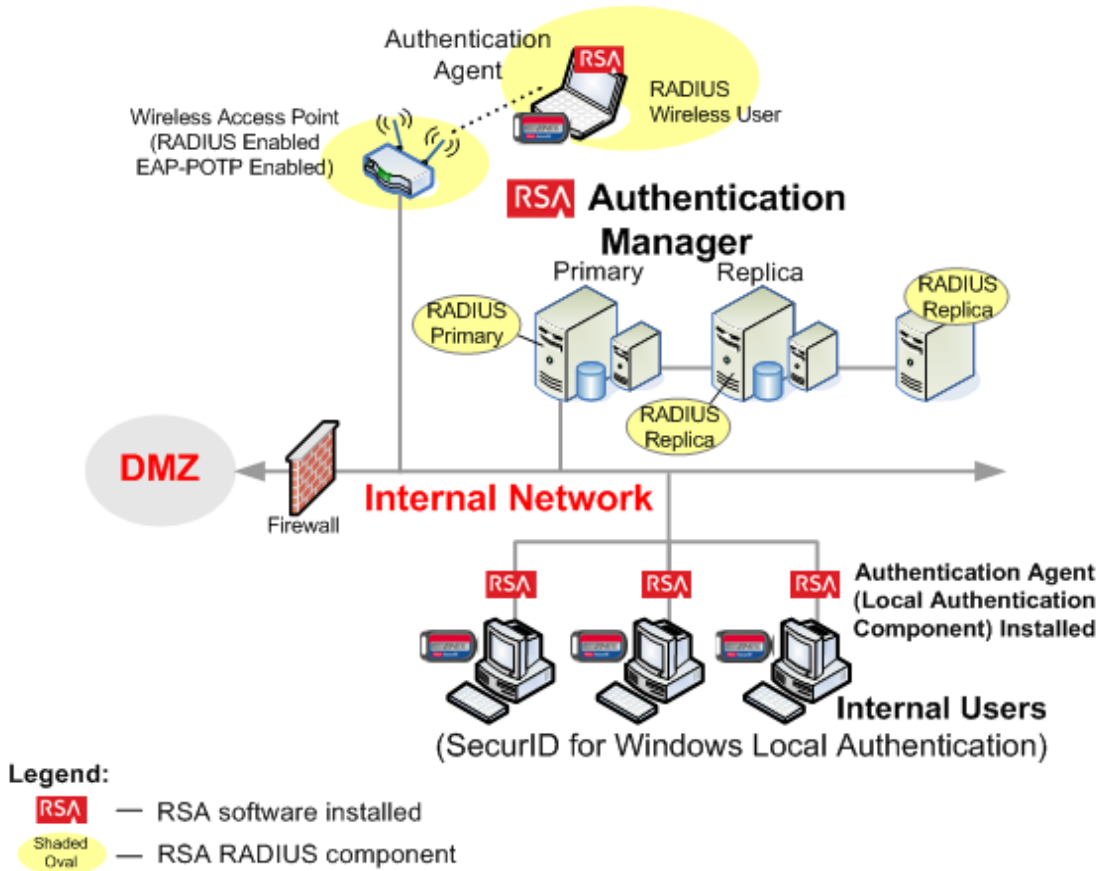 Authentication
Agent
RSA
RADIUS
Wireless User
Wireless Access Point
(RADIUS Enabled
EAP-POTP Enabled)
RSA Authentication
Manager
Primary
Replica
RADIUS
Primary
RADIUS
Replica
RADIUS
Replica
DMZ
Firewall
Internal Network
RSA
RSA
RSA
Authentication Agent
(Local Authentication
Component) Installed
Internal Users
(SecurID for Windows Local Authentication)
Legend:
RSA — RSA software installed
Shaded
Oval
— RSA RADIUS component